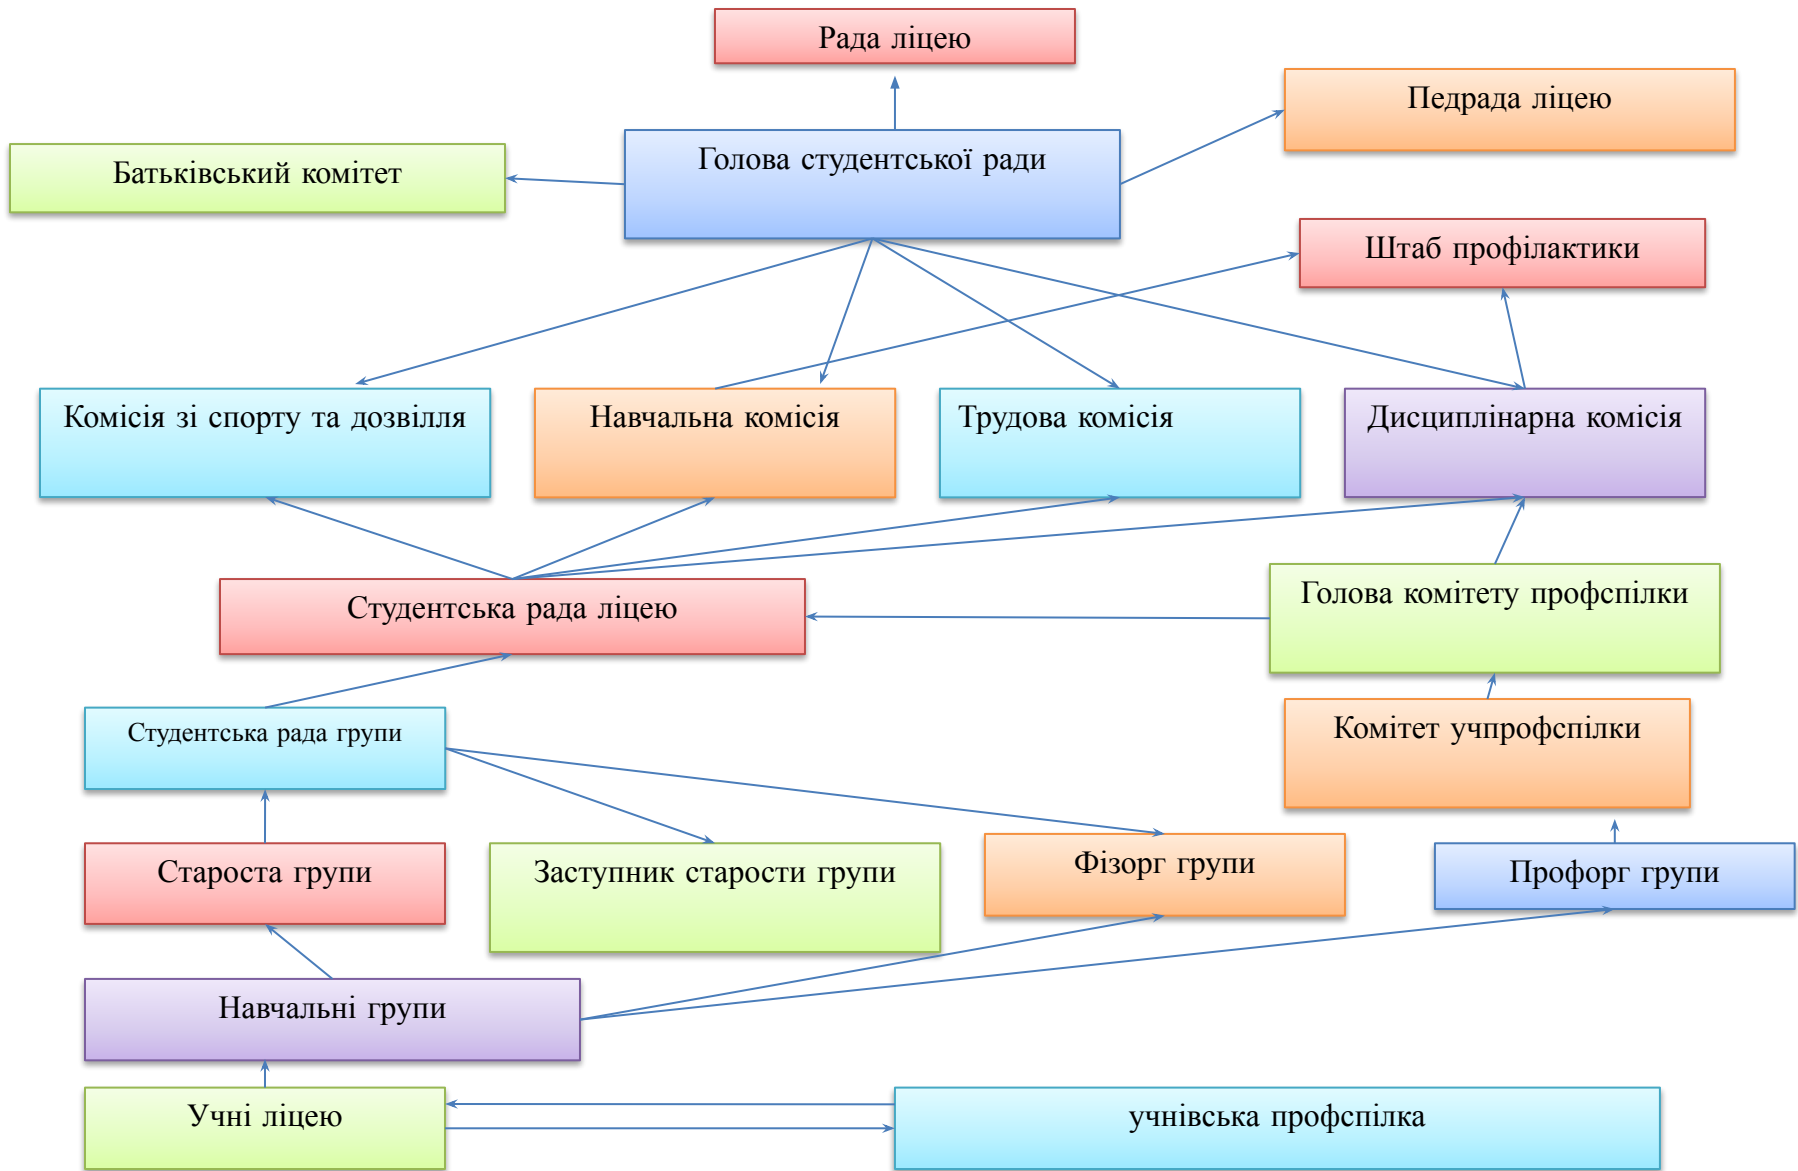 Рада ліцею
Педрада ліцею
Голова студентської ради
Батьківський комітет
Штаб профілактики
Комісія зі спорту та дозвілля
Навчальна комісія
Трудова комісія
Дисциплінарна комісія
Студентська рада ліцею
Голова комітету профспілки
Студентська рада групи
Комітет учпрофспілки
Староста групи
Заступник старости групи
Фізорг групи
Профорг групи
Навчальні групи
Учні ліцею
учнівська профспілка